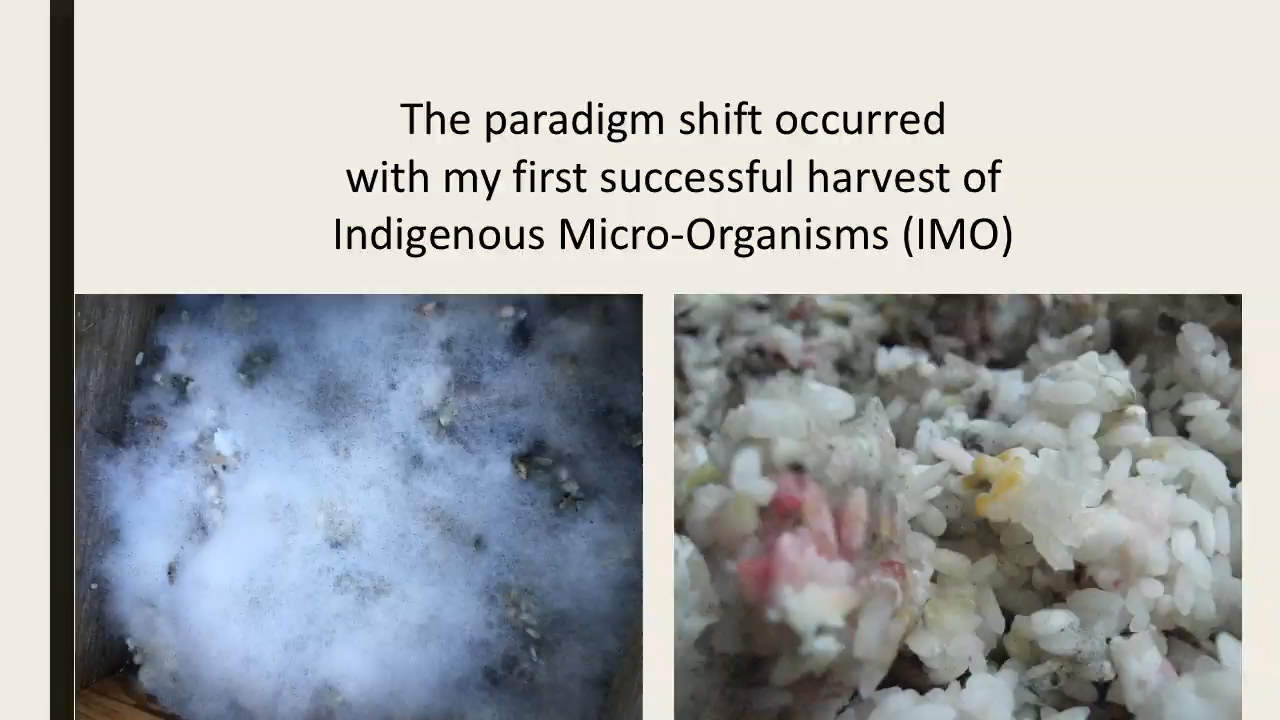 The paradigm shift occurred
with my first successful harvest of
Indigenous Micro-Organisms (IMO)